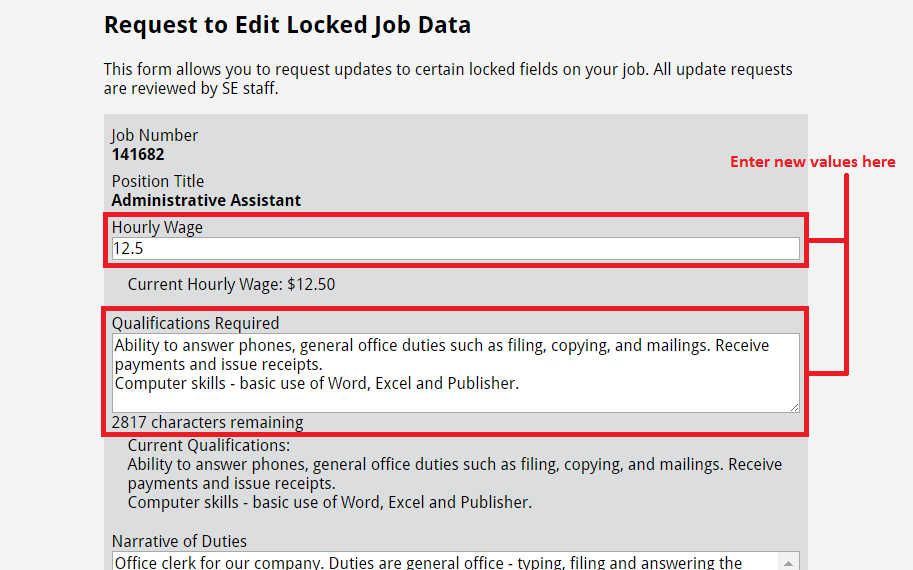 Request to Edit Locked Job Data
This form allows you to request updates to certain locked fields on your job. All update requests
are reviewed by SE staff.
Job Number
141682
Enter new values here
Position Title
Administrative Assistant
Hourly Wage
12.5
Current Hourly Wage: $12.50
Qualifications Required
Ability to answer phones, general office duties such as filing, copying, and mailings. Receive
payments and issue receipts.
Computer skills - basic use of Word, Excel and Publisher.
2817 characters remaining
Current Qualifications:
Ability to answer phones, general office duties such as filing, copying, and mailings. Receive
payments and issue receipts.
Computer skills - basic use of Word, Excel and Publisher.
Narrative of Duties
Office clerk for our company. Duties are general office - typing, filing and answering the